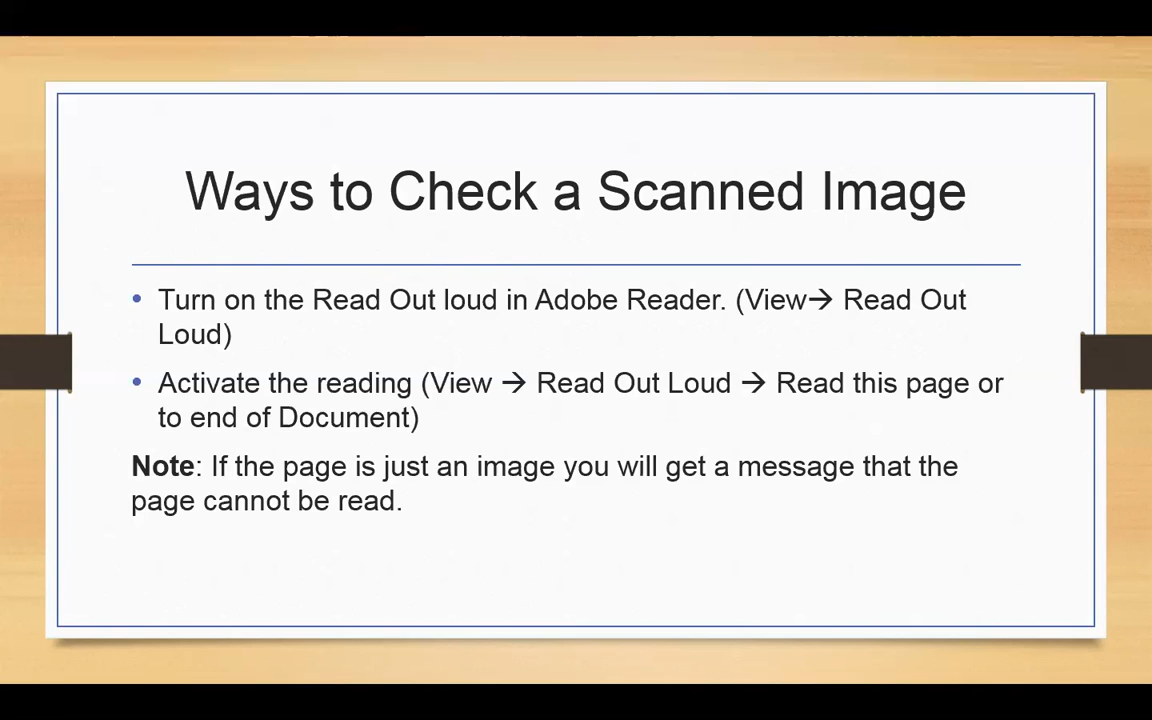 Ways to Check a Scanned Image
• Turn on the Read Out loud in Adobe Reader. (View→ Read Out
Loud)
• Activate the reading (View → Read Out Loud → Read this page or
to end of Document)
Note: If the page is just an image you will get a message that the
page cannot be read.